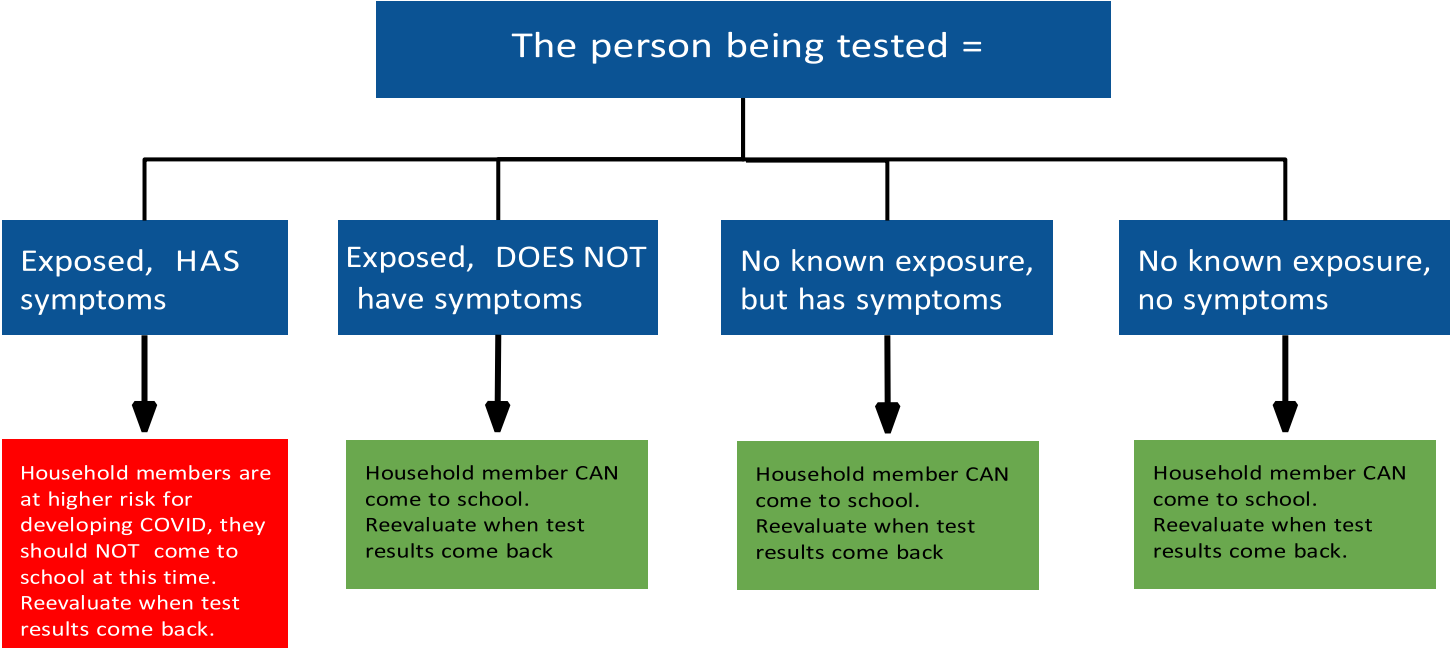 The person being tested =
Exposed, HAS
symptoms
Exposed, DOES NOT
have symptoms
No known exposure,
but has symptoms
No known exposure,
no symptoms
Household members are
at higher risk for
developing COVID, they
should NOT come to
school at this time.
Reevaluate when test
results come back.
Household member CAN
come to school.
Reevaluate when test
results come back
Household member CAN
come to school.
Reevaluate when test
results come back
Household member CAN
come to school.
Reevaluate when test
results come back.